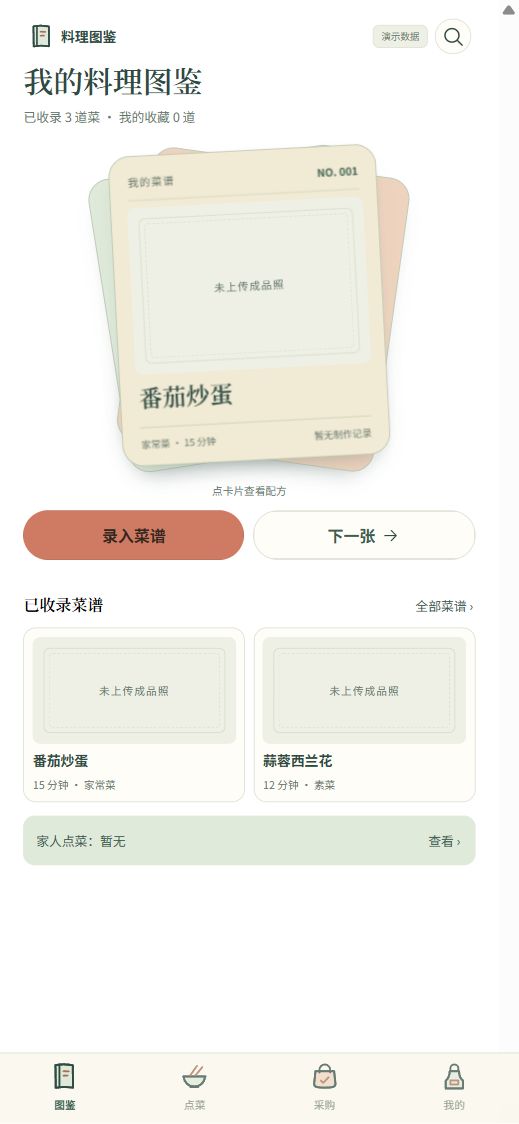 料理图鉴
演示数据
我的料理图鉴
已收录 3 道菜 · 我的收藏 0 道
我的菜谱
NO. 001
未上传成品照
番茄炒蛋
家常菜 · 15 分钟
暂无制作记录
点卡片查看配方
录入菜谱
下一张 →
已收录菜谱
全部菜谱 ›
未上传成品照
未上传成品照
番茄炒蛋
蒜蓉西兰花
15 分钟 · 家常菜
12 分钟 · 素菜
家人点菜：暂无
查看 ›
图鉴
点菜
采购
我的